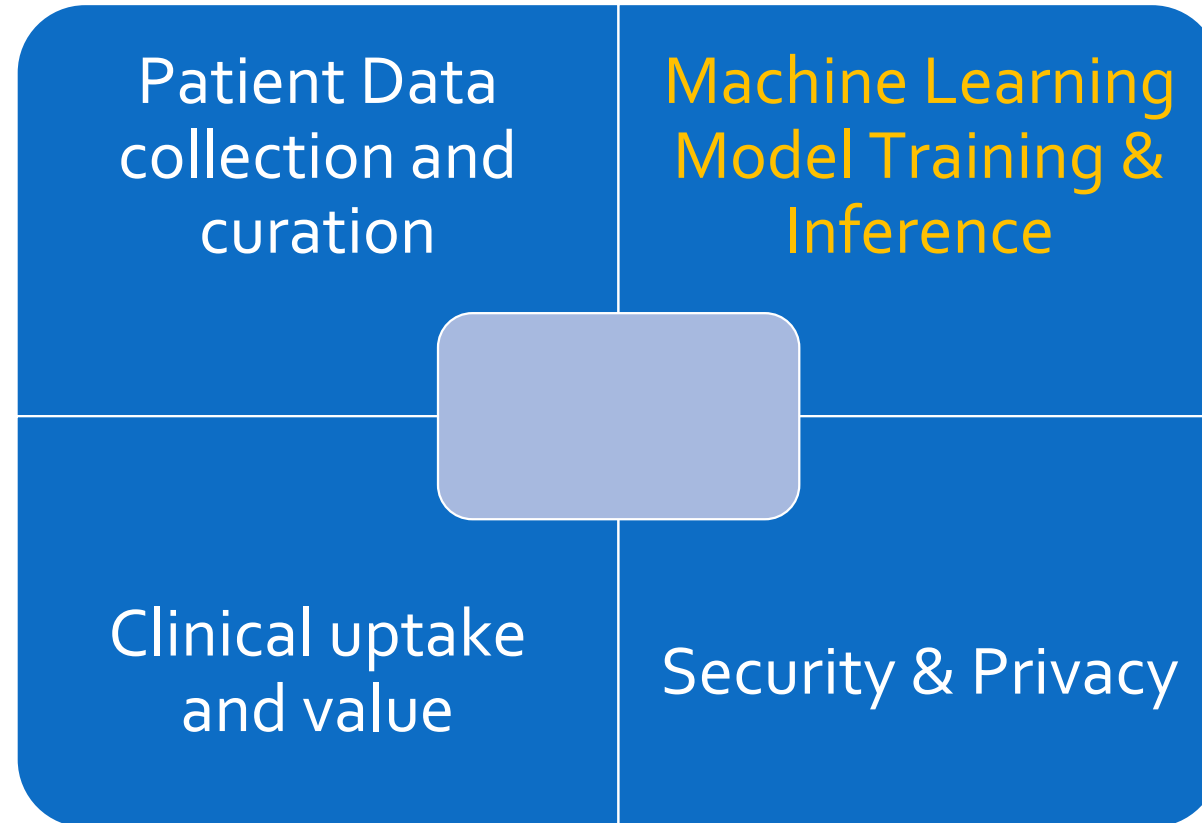 Patient Data
collection and
curation
Machine Learning
Model Training &
Inference
Clinical uptake
and value
Security & Privacy